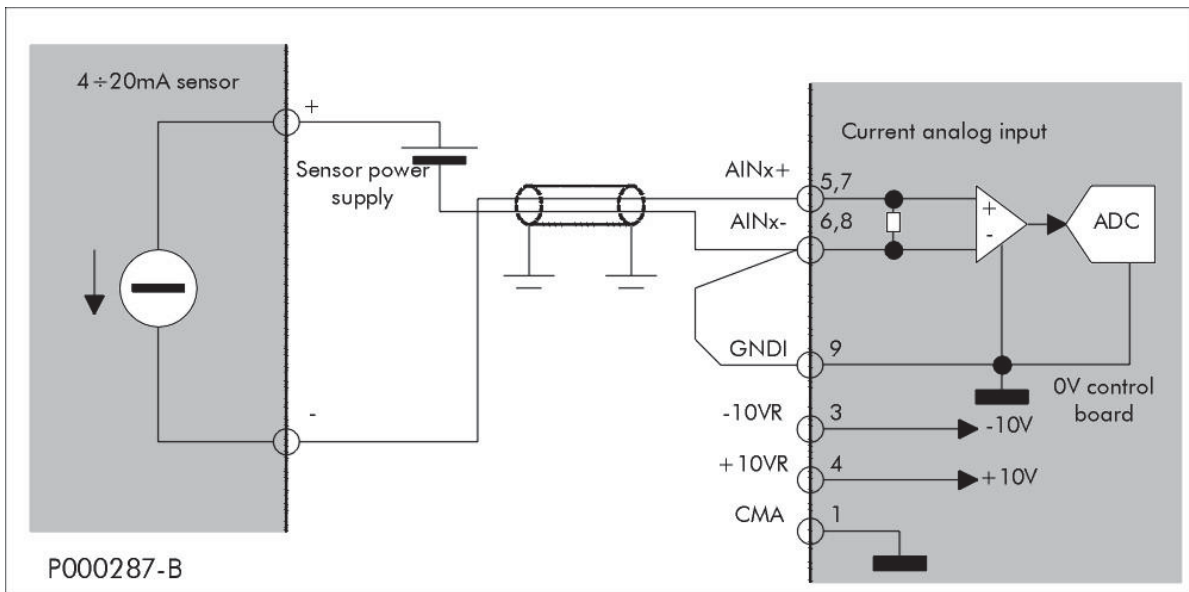 4÷20mA sensor
+
Sensor power
supply
-
P000287-B
Current analog input
AINx+
5,7
AINx-
6,8
+
-
ADC
GNDI
9
0V control
board
-10VR
3
-10V
+10VR
4
+10V
CMA
1